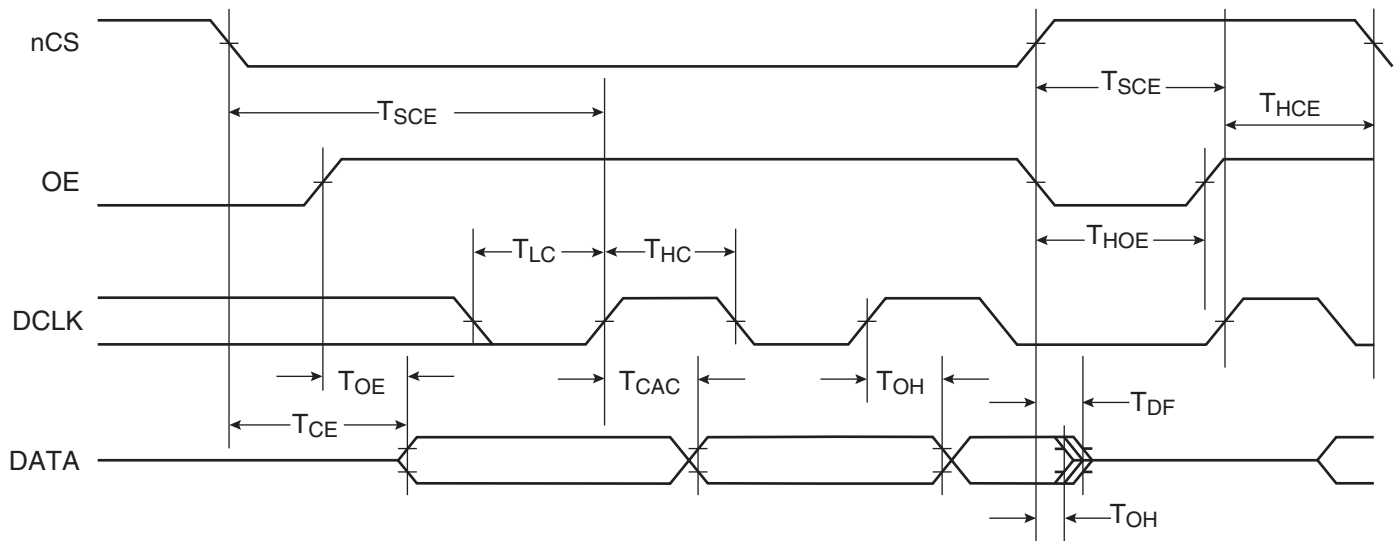 nCS
TSCE
TSCE
THCE
OE
TLC
THC
THOE
DCLK
TOE
TCAC
TOH
TDF
TCE
DATA
TOH